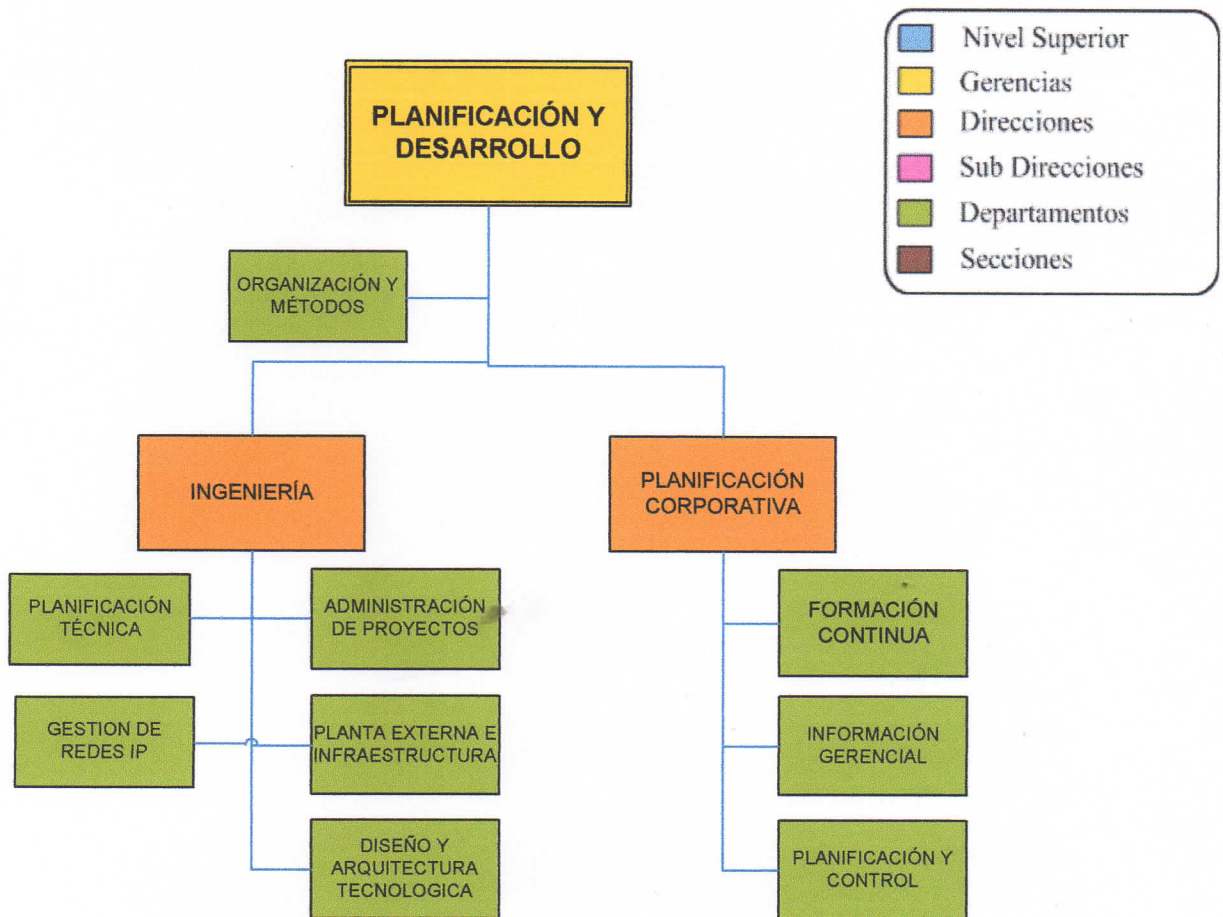 PLANIFICACIÓN Y
DESARROLLO
Nivel Superior
Gerencias
Direcciones
Sub Direcciones
Departamentos
Secciones
ORGANIZACIÓN Y
MÉTODOS
INGENIERÍA
PLANIFICACIÓN
CORPORATIVA
PLANIFICACIÓN
TÉCNICA
ADMINISTRACIÓN
DE PROYECTOS
FORMACIÓN
CONTINUA
GESTION DE
REDES IP
PLANTA EXTERNA E
INFRAESTRUCTURA
INFORMACIÓN
GERENCIAL
DISEÑO Y
ARQUITECTURA
TECNOLOGICA
PLANIFICACIÓN Y
CONTROL